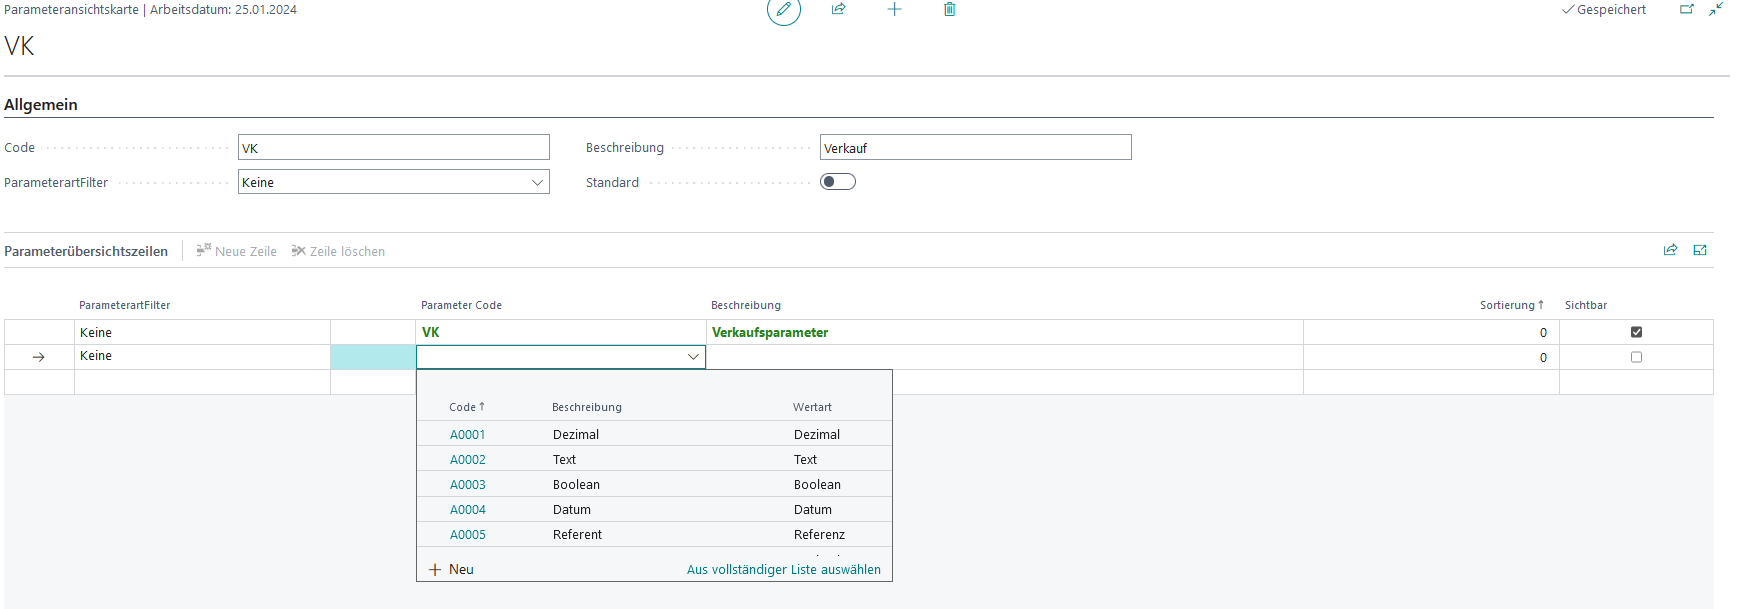 Parameteransichtskarte | Arbeitsdatum: 25.01.2024
Gespeichert
VK
Allgemein
Code VK Beschreibung Verkauf
ParameterartFilter Keine Standard
Parameterübersichtszeilen Neue Zeile Zeile löschen
ParameterartFilter Parameter Code Beschreibung Sortierung↑ Sichtbar
Keine VK Verkaufsparameter 0
Keine 0
Code↑ Beschreibung Wertart
A0001 Dezimal Dezimal
A0002 Text Text
A0003 Boolean Boolean
A0004 Datum Datum
A0005 Referent Referenz
Neu Aus vollständiger Liste auswählen